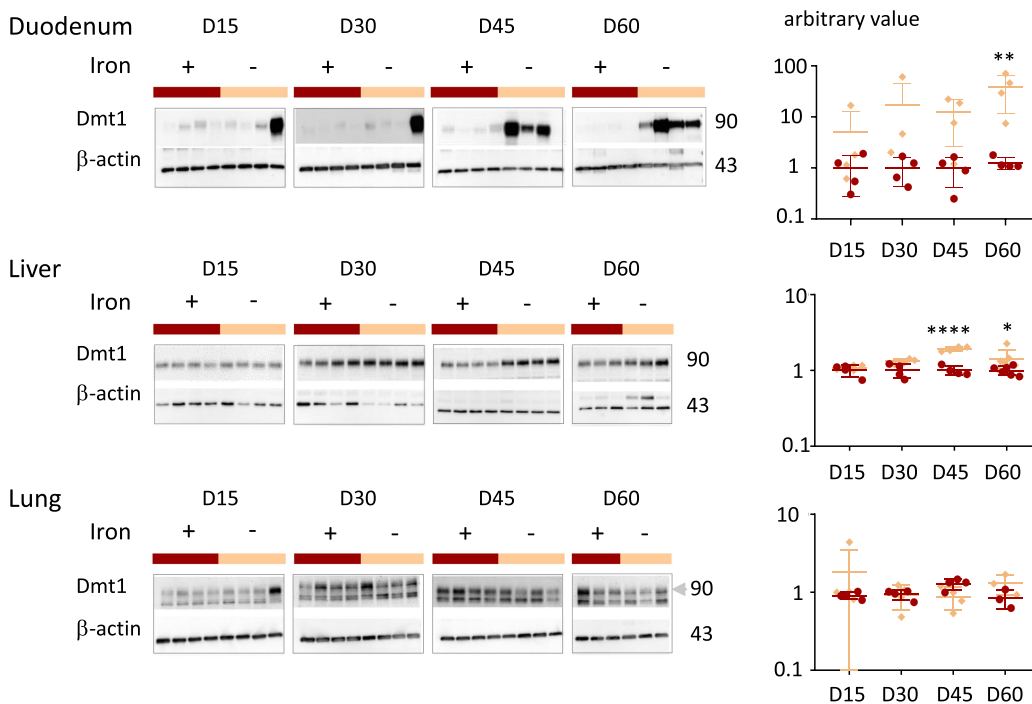 Duodenum D15 D30 D45 D60 arbitrary value
Iron + - + - + - + -
Dmt1 90
β-actin 43
**
100
10
1
0.1
D15 D30 D45 D60
Liver D15 D30 D45 D60
Iron + - + - + - + -
Dmt1 90
β-actin 43
10
**** *
1
0.1
D15 D30 D45 D60
Lung D15 D30 D45 D60
Iron + - + - + - + -
Dmt1 90
β-actin 43
10
1
0.1
D15 D30 D45 D60